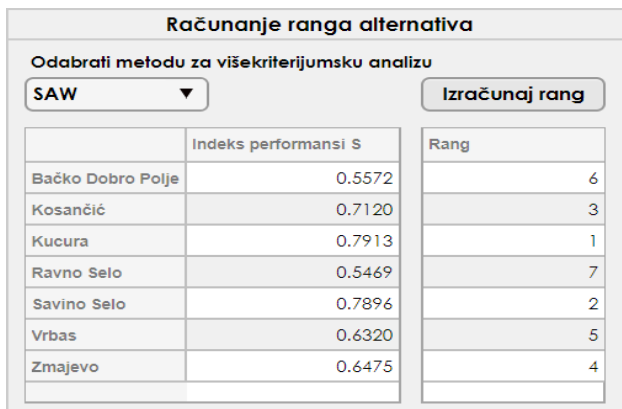 Računanje ranga alternativa
Odabrati metodu za višekriterijumsku analizu
SAW ▼ Izračunaj rang
Indeks performansi S Rang
Bačko Dobro Polje 0.5572 6
Kosančić 0.7120 3
Kucura 0.7913 1
Ravno Selo 0.5469 7
Savino Selo 0.7896 2
Vrbas 0.6320 5
Zmajevo 0.6475 4